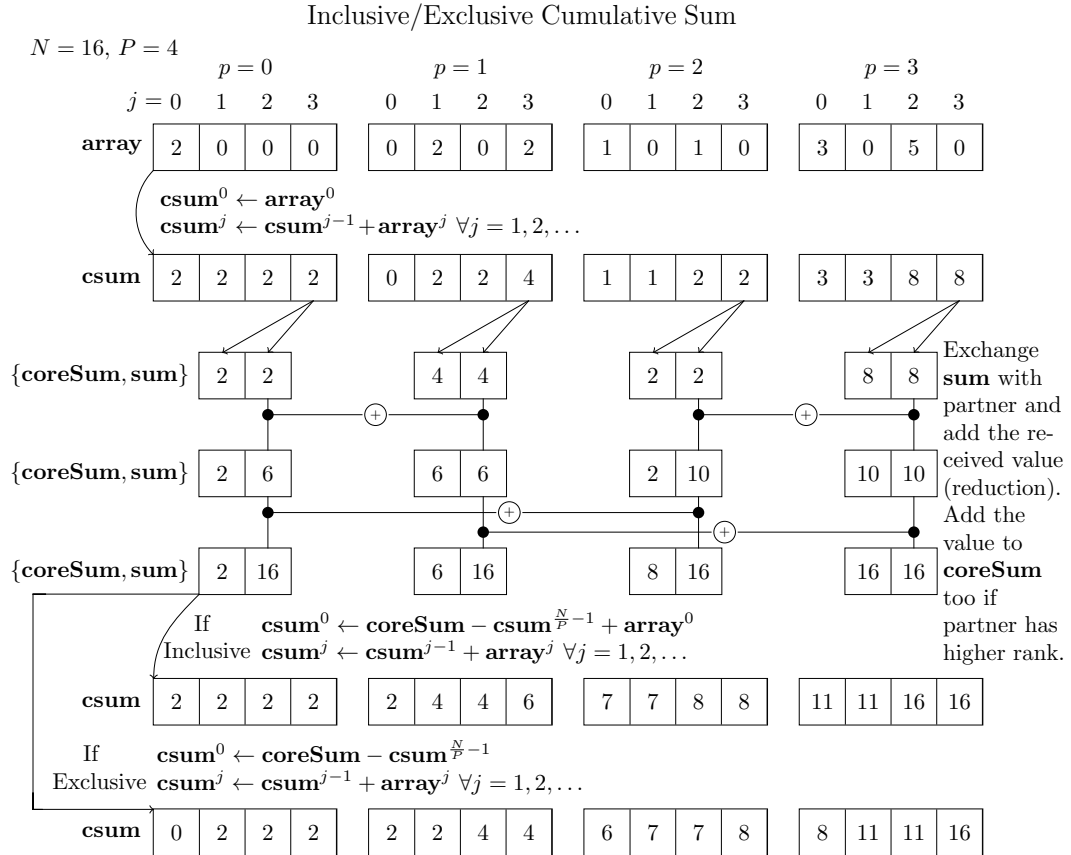 Inclusive/Exclusive Cumulative Sum
N = 16, P = 4
p = 0 p = 1 p = 2 p = 3
j = 0 1 2 3 0 1 2 3 0 1 2 3 0 1 2 3
array 2 0 0 0 0 2 0 2 1 0 1 0 3 0 5 0
csum^0 ← array^0
csum^j ← csum^{j−1} + array^j ∀j = 1, 2, . . .
csum 2 2 2 2 0 2 2 4 1 1 2 2 3 3 8 8
{coreSum, sum} 2 2 4 4 2 2 8 8
+ +
{coreSum, sum} 2 6 6 6 2 10 10 10
+
+
{coreSum, sum} 2 16 6 16 8 16 16 16
Exchange
sum with
partner and
add the re-
ceived value
(reduction).
Add the
value to
coreSum
too if
partner has
higher rank.
If csum^0 ← coreSum − csum^{\frac{N}{P}−1} + array^0
Inclusive csum^j ← csum^{j−1} + array^j ∀j = 1, 2, . . .
csum 2 2 2 2 2 4 4 6 7 7 8 8 11 11 16 16
If csum^0 ← coreSum − csum^{\frac{N}{P}−1}
Exclusive csum^j ← csum^{j−1} + array^j ∀j = 1, 2, . . .
csum 0 2 2 2 2 2 4 4 6 7 7 8 8 11 11 16